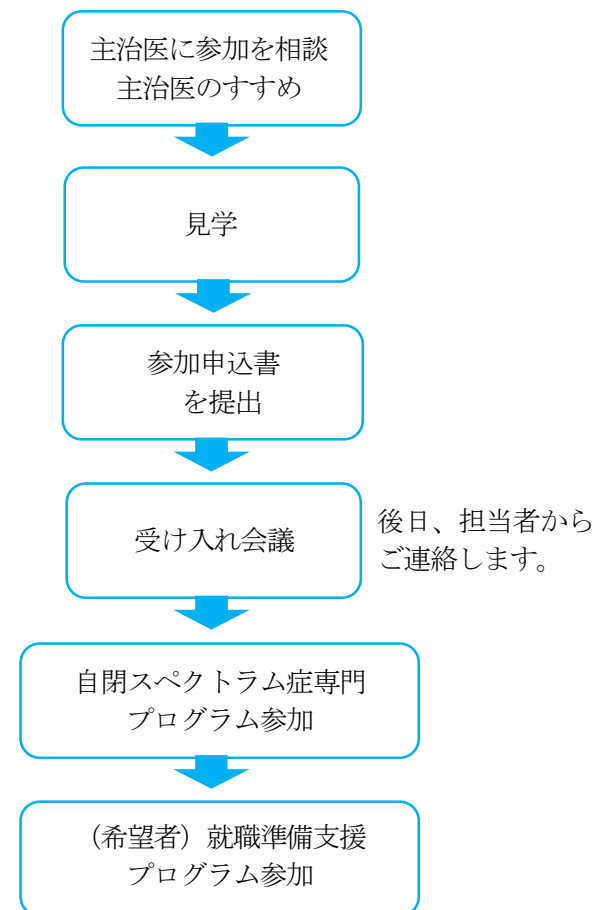 主治医に参加を相談
主治医のすすめ
見学
参加申込書
を提出
受け入れ会議
後日、担当者から
ご連絡します。
自閉スペクトラム症専門
プログラム参加
（希望者）就職準備支援
プログラム参加